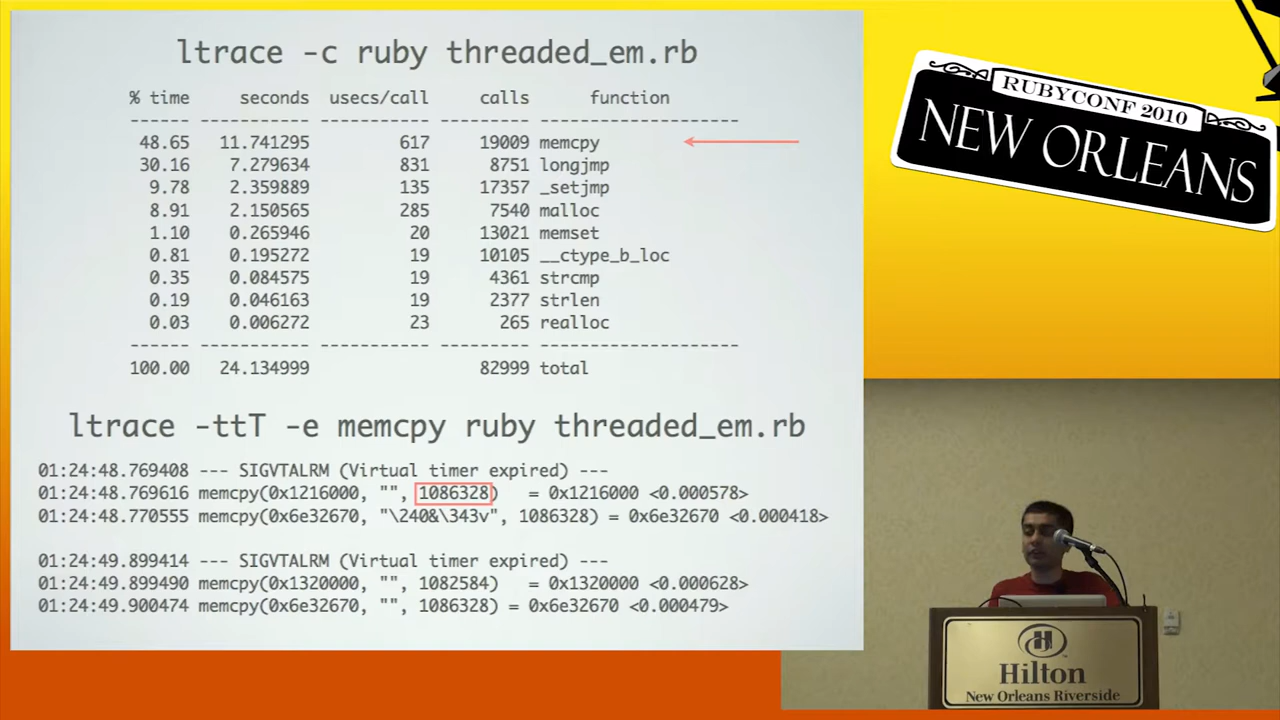 ltrace -c ruby threaded_em.rb
% time seconds usecs/call calls function
------ ----------- ----------- --------- --------------------
48.65 11.741295 617 19009 memcpy
30.16 7.279634 831 8751 longjmp
9.78 2.359889 135 17357 _setjmp
8.91 2.150565 285 7540 malloc
1.10 0.265946 20 13021 memset
0.81 0.195272 19 10105 __ctype_b_loc
0.35 0.084575 19 4361 strcmp
0.19 0.046163 19 2377 strlen
0.03 0.006272 23 265 realloc
------ ----------- ----------- --------- --------------------
100.00 24.134999 82999 total
ltrace -ttT -e memcpy ruby threaded_em.rb
01:24:48.769408 --- SIGVTALRM (Virtual timer expired) ---
01:24:48.769616 memcpy(0x1216000, "", 1086328) = 0x1216000 <0.000578>
01:24:48.770555 memcpy(0x6e32670, "\240&\343v", 1086328) = 0x6e32670 <0.000418>
01:24:49.899414 --- SIGVTALRM (Virtual timer expired) ---
01:24:49.899490 memcpy(0x1320000, "", 1082584) = 0x1320000 <0.000628>
01:24:49.900474 memcpy(0x6e32670, "", 1086328) = 0x6e32670 <0.000479>
RUBYCONF 2010
NEW ORLEANS
H
Hilton
New Orleans Riverside